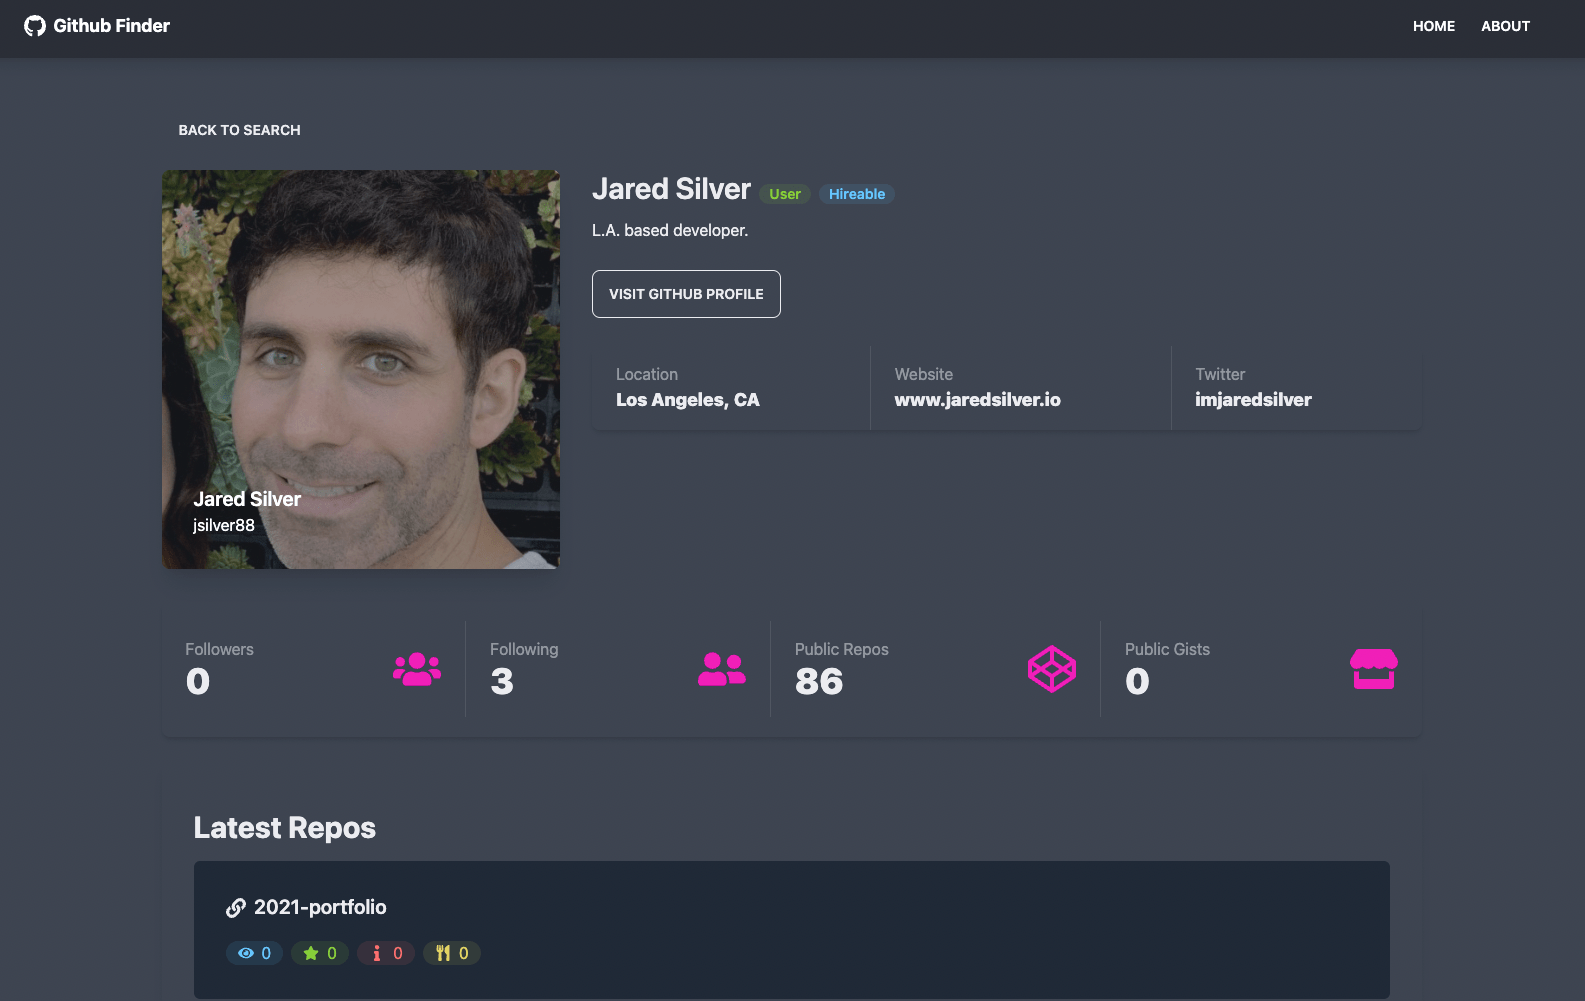 Github Finder
HOME ABOUT
BACK TO SEARCH
Jared Silver User Hireable
L.A. based developer.
VISIT GITHUB PROFILE
Location Website Twitter
Los Angeles, CA www.jaredsilver.io imjaredsilver
Jared Silver
jsilver88
Followers Following Public Repos Public Gists
0 3 86 0
Latest Repos
2021-portfolio
0 0 0 0